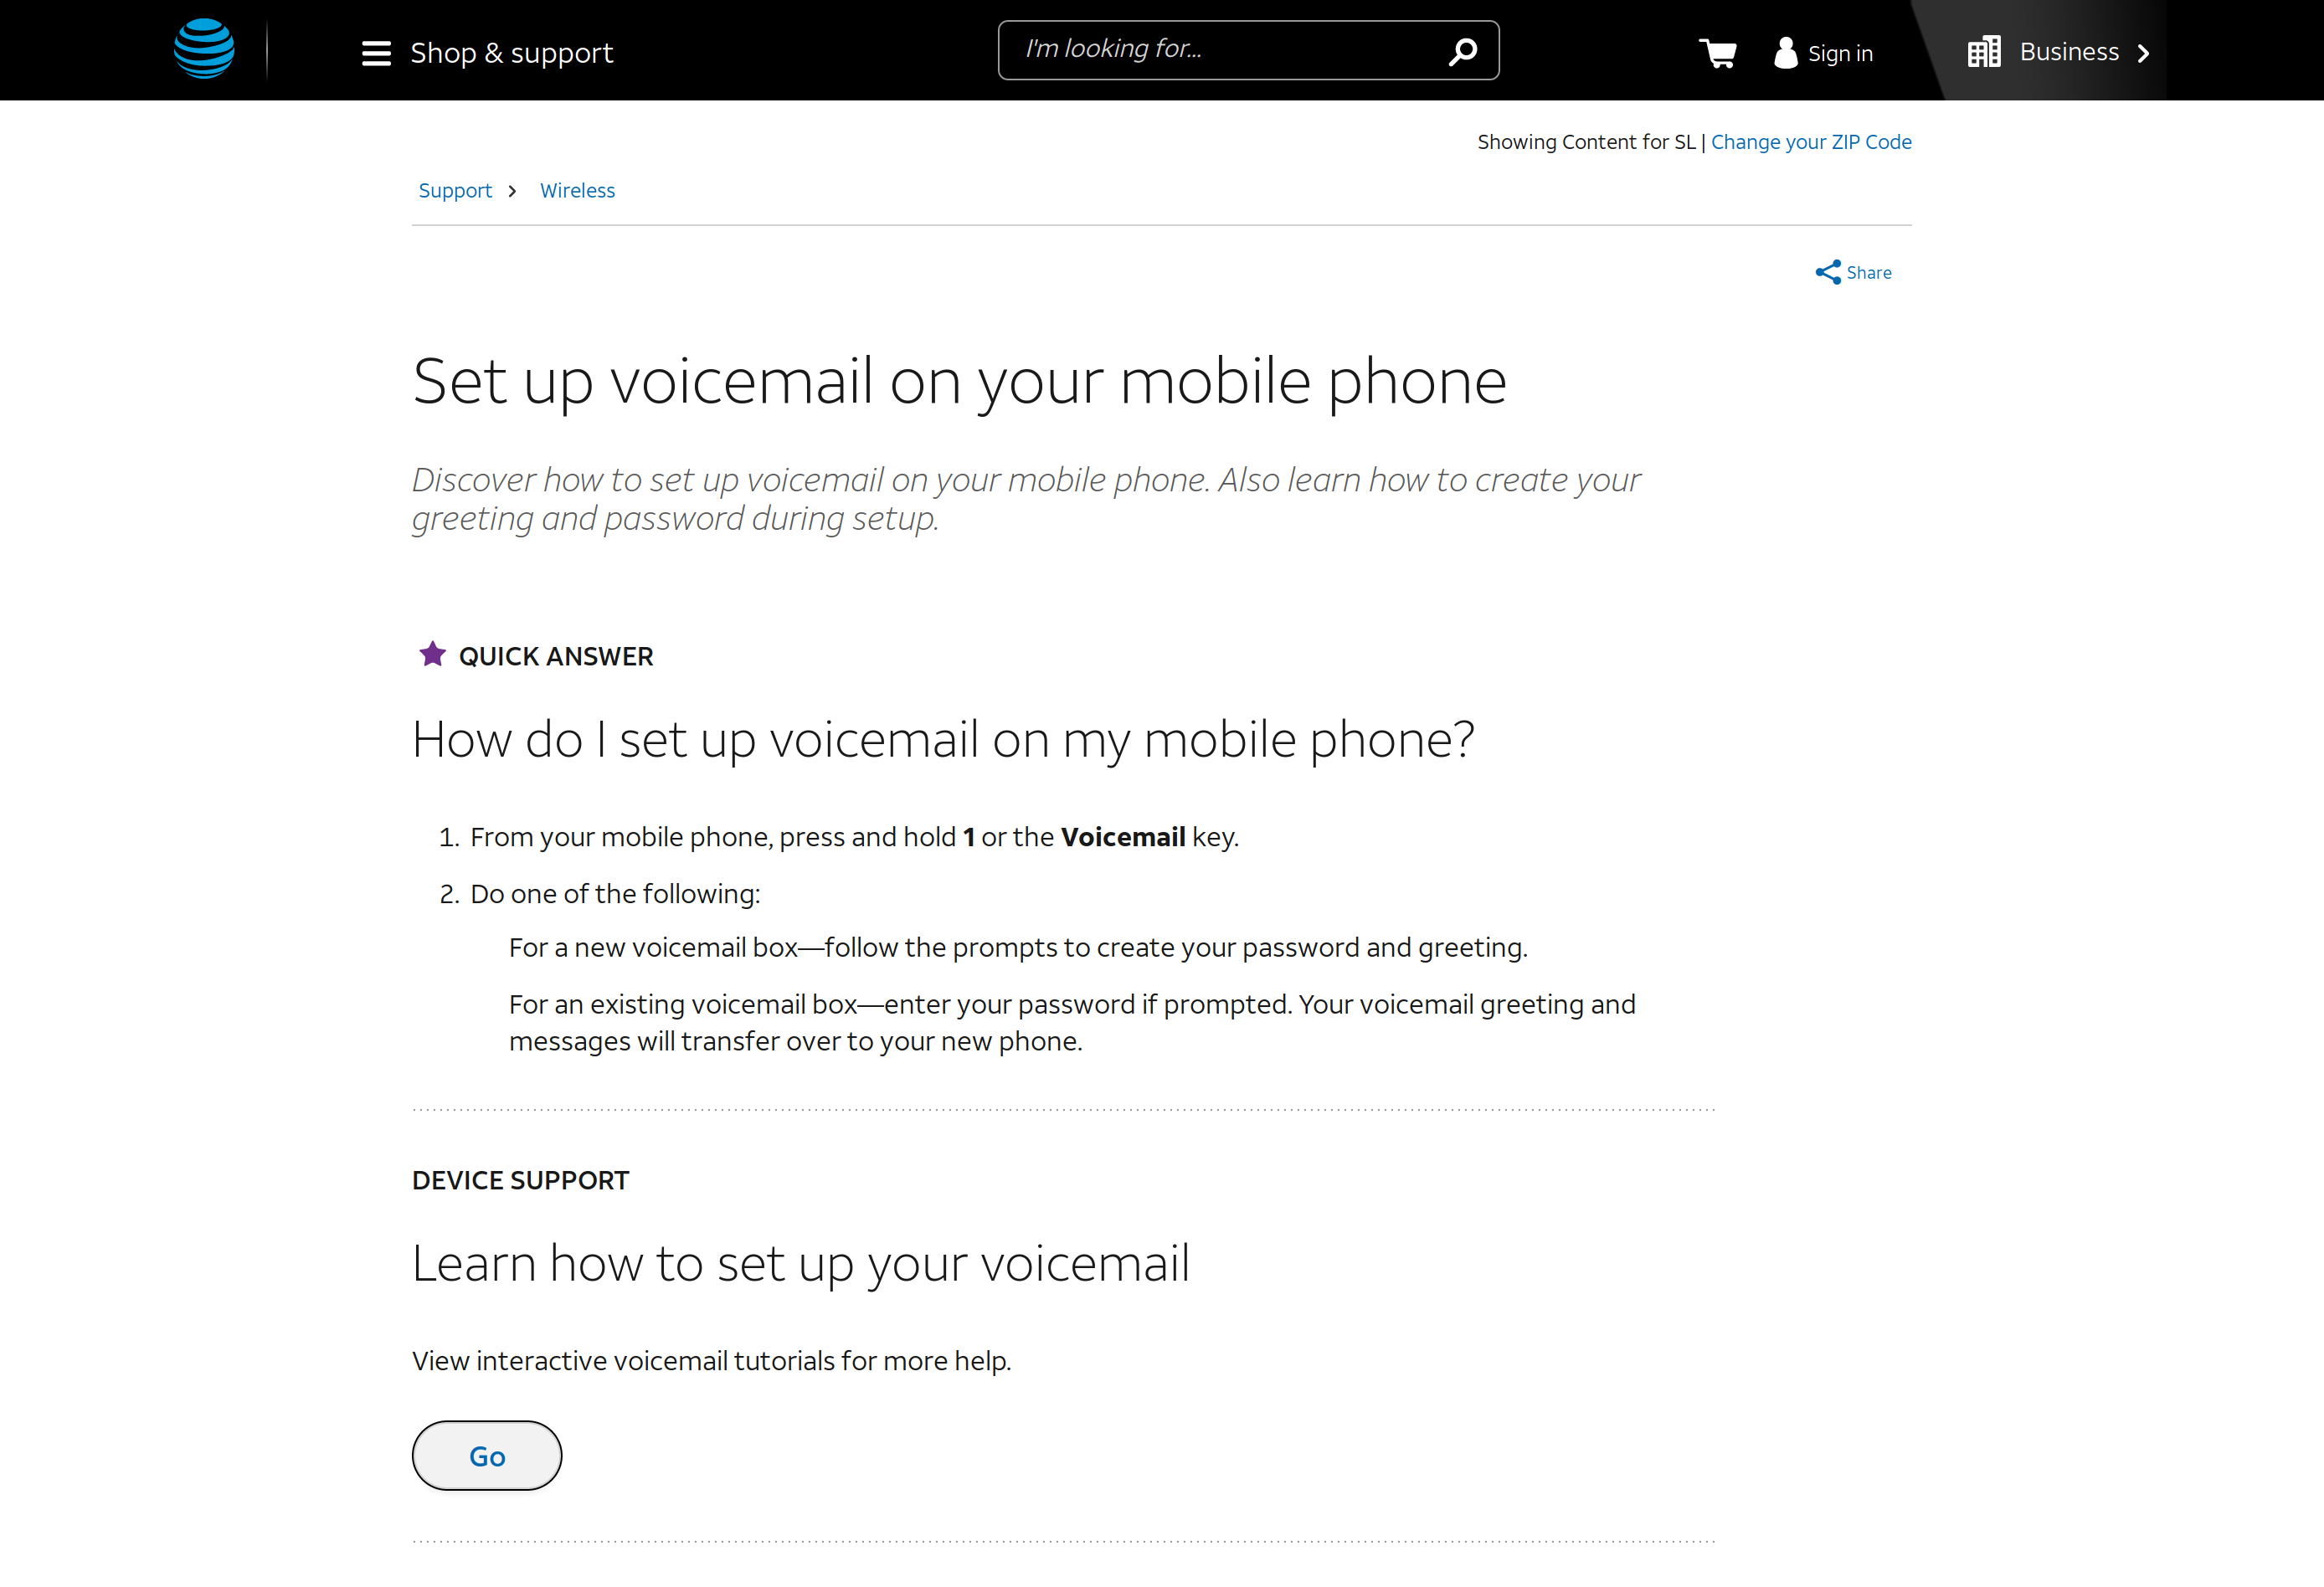 Shop & support
I'm looking for...
Sign in
Business
Showing Content for SL | Change your ZIP Code
Support
Wireless
Share
Set up voicemail on your mobile phone
Discover how to set up voicemail on your mobile phone. Also learn how to create your
greeting and password during setup.
QUICK ANSWER
How do I set up voicemail on my mobile phone?
1. From your mobile phone, press and hold 1 or the Voicemail key.
2. Do one of the following:
For a new voicemail box—follow the prompts to create your password and greeting.
For an existing voicemail box—enter your password if prompted. Your voicemail greeting and
messages will transfer over to your new phone.
DEVICE SUPPORT
Learn how to set up your voicemail
View interactive voicemail tutorials for more help.
Go